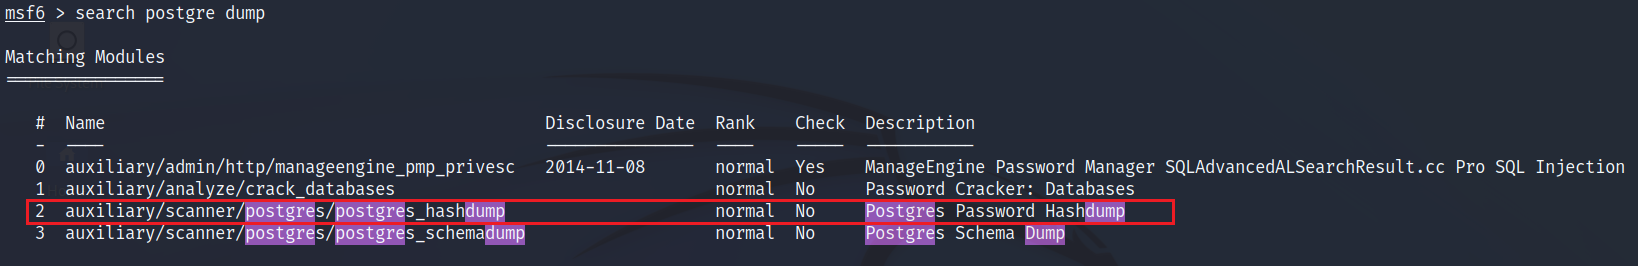 msf6 > search postgre dump
Matching Modules
================
# Name Disclosure Date Rank Check Description
- ---- --------------- ---- ----- -----------
0 auxiliary/admin/http/manageengine_pmp_privesc 2014-11-08 normal Yes ManageEngine Password Manager SQLAdvancedALSearchResult.cc Pro SQL Injection
1 auxiliary/analyze/crack_databases normal No Password Cracker: Databases
2 auxiliary/scanner/postgres/postgres_hashdump normal No Postgres Password Hashdump
3 auxiliary/scanner/postgres/postgres_schemadump normal No Postgres Schema Dump